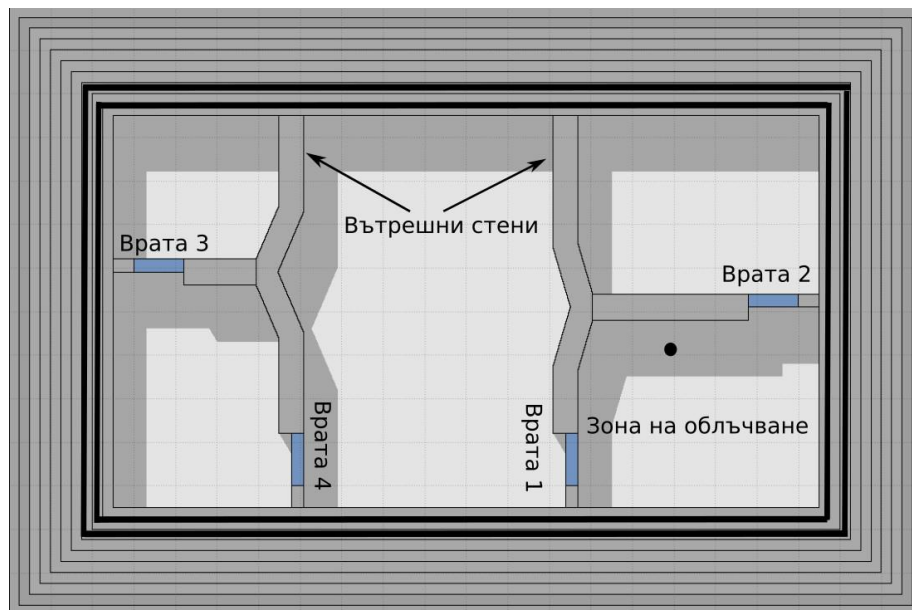 Вътрешни стени
Врата 3
Врата 2
Врата 4
Врата 1
Зона на облъчване